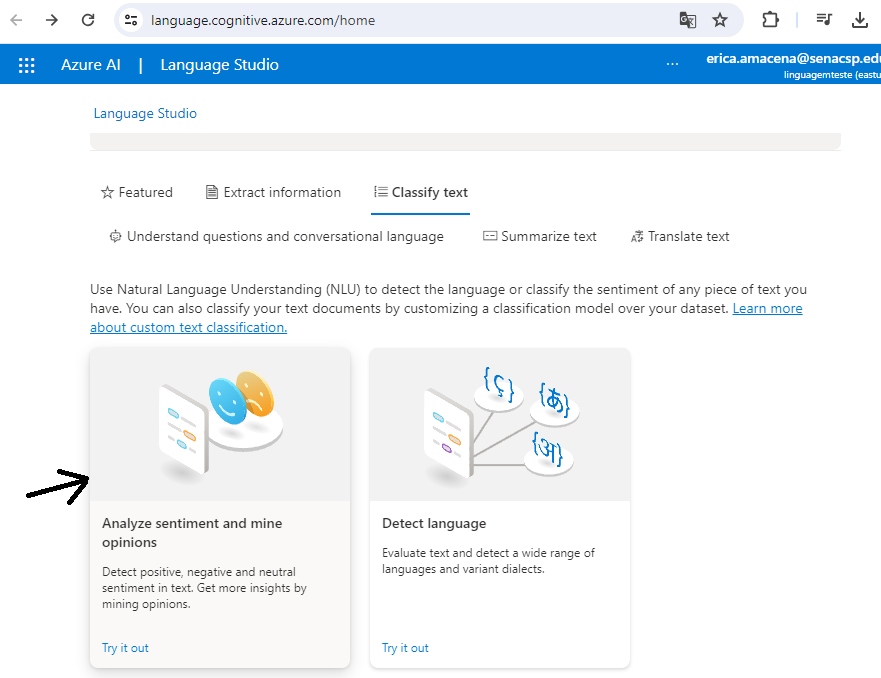 language.cognitive.azure.com/home
Azure AI | Language Studio
...
erica.amacena@senacsp.edu
linguagemteste (eastu
Language Studio
Featured
Extract information
Classify text
Understand questions and conversational language
Summarize text
Translate text
Use Natural Language Understanding (NLU) to detect the language or classify the sentiment of any piece of text you
have. You can also classify your text documents by customizing a classification model over your dataset. Learn more
about custom text classification.
{ç}
{あ}
{अ}
Analyze sentiment and mine
opinions
Detect positive, negative and neutral
sentiment in text. Get more insights by
mining opinions.
Try it out
Detect language
Evaluate text and detect a wide range of
languages and variant dialects.
Try it out